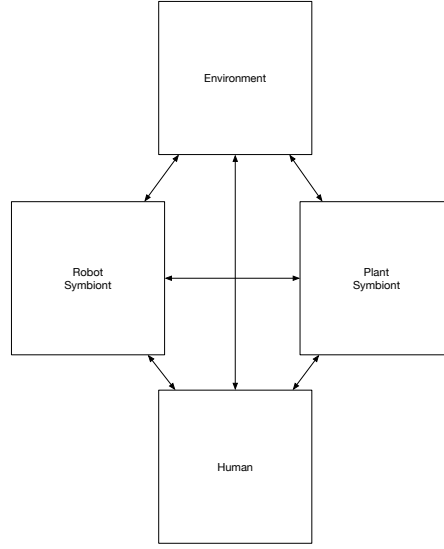 Environment
Robot
Symbiont
Plant
Symbiont
Human